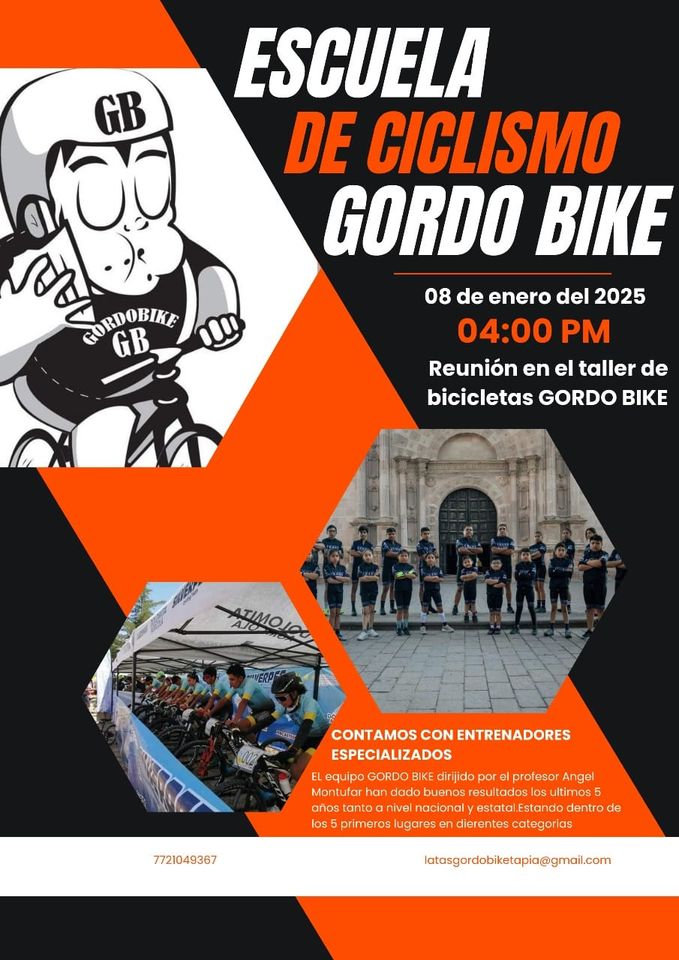 ESCUELA
DE CICLISMO
GORDO BIKE
GB
GORDOBIKE
GB
08 de enero del 2025
04:00 PM
Reunión en el taller de
bicicletas GORDO BIKE
CONTAMOS CON ENTRENADORES
ESPECIALIZADOS
EL equipo GORDO BIKE dirijido por el profesor Angel
Montufar han dado buenos resultados los ultimos 5
años tanto a nivel nacional y estatal.Estando dentro de
los 5 primeros lugares en dierentes categorias
7721049367
latasgordobiketapia@gmail.com